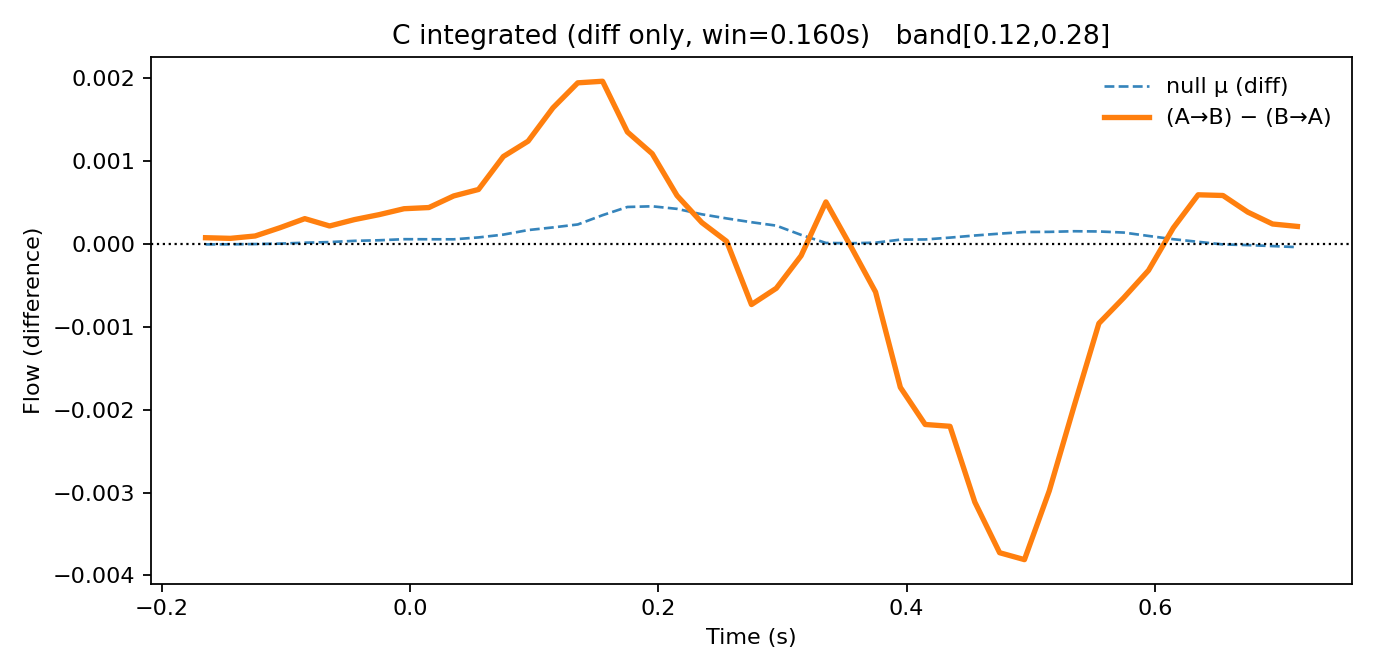 C integrated (diff only, win=0.160s)   band[0.12,0.28]
null μ (diff)
(A→B) − (B→A)
Flow (difference)
0.002
0.001
0.000
−0.001
−0.002
−0.003
−0.004
−0.2
0.0
0.2
0.4
0.6
Time (s)